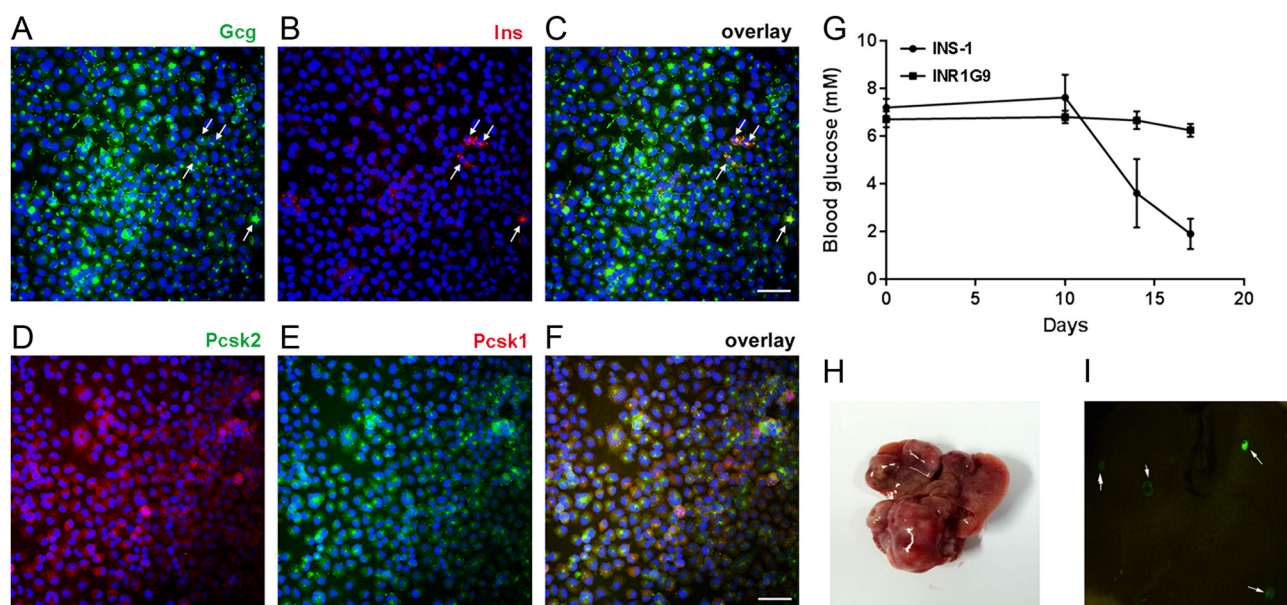 A Gcg
B Ins
C overlay
G
INS-1
INR1G9
Blood glucose (mM)
10
8
6
4
2
0
0 5 10 15 20
Days
D Pcsk2
E Pcsk1
F overlay
H
I